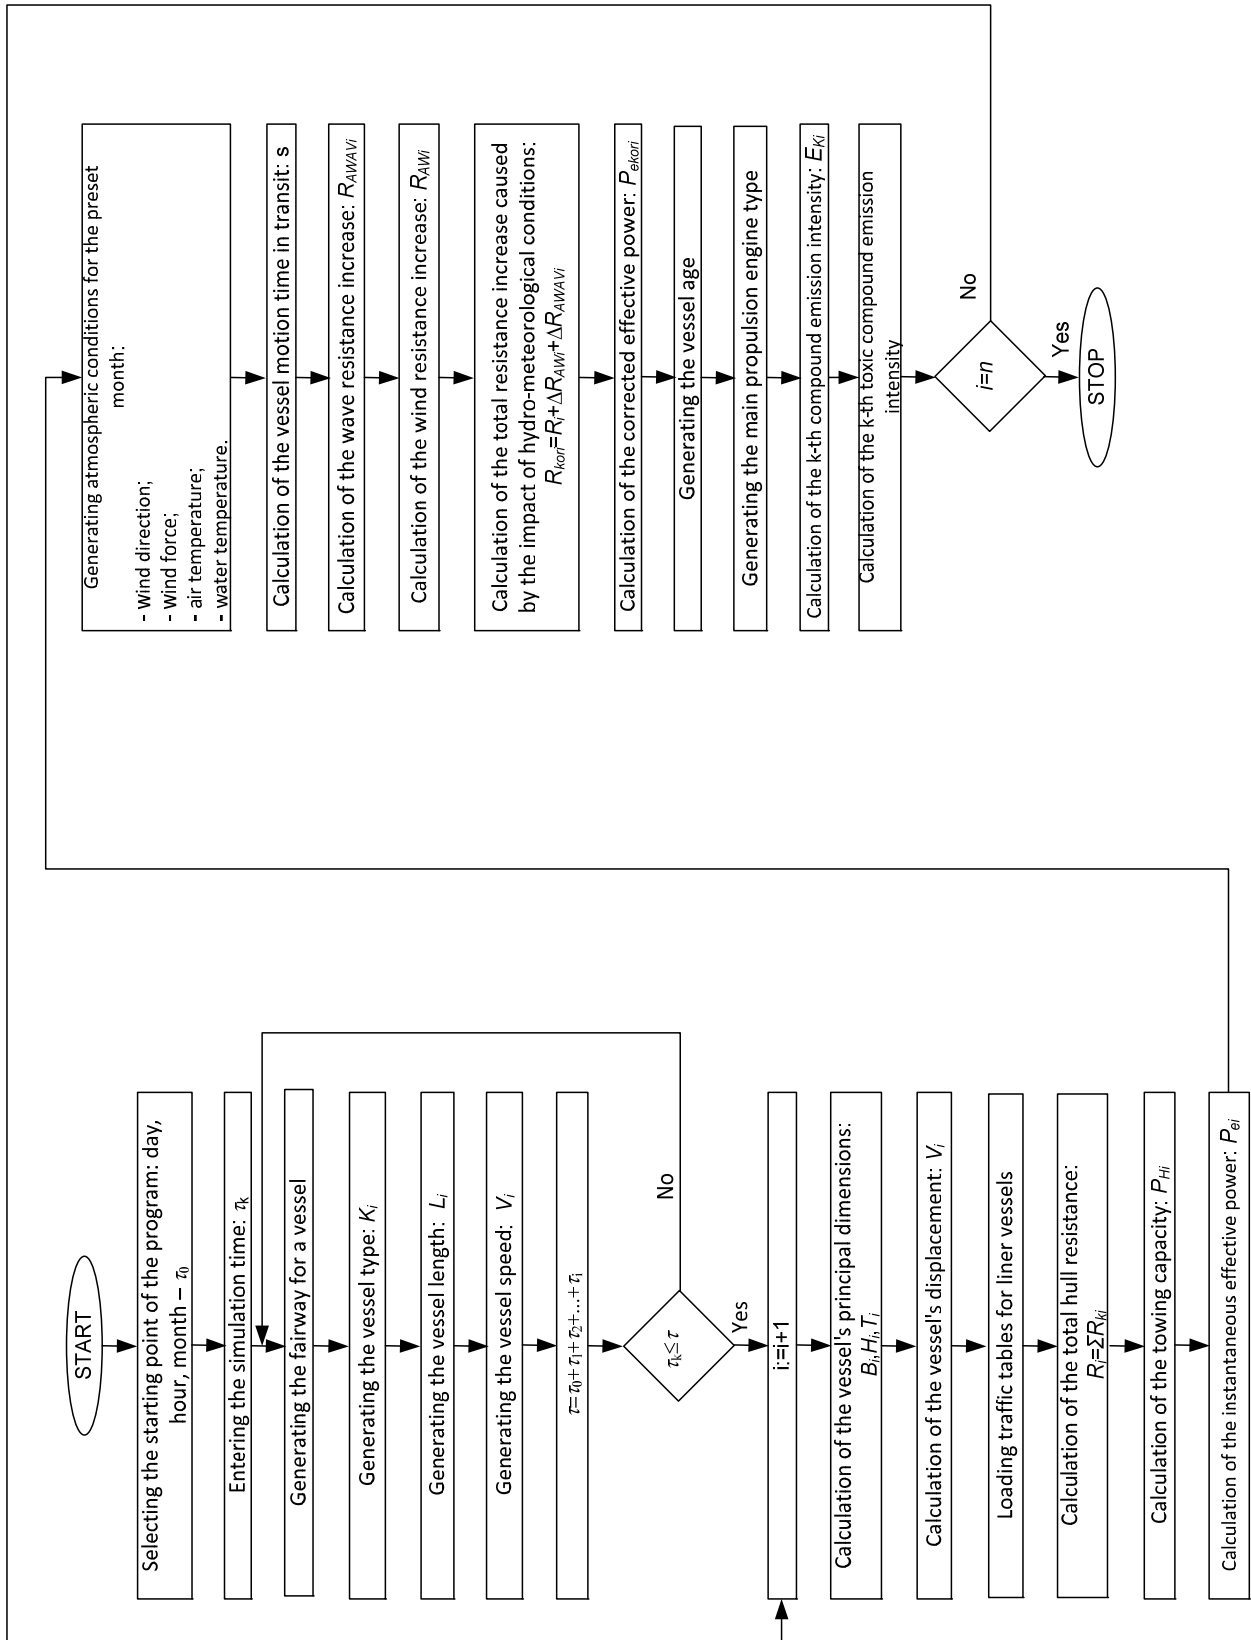 START
Selecting the starting point of the program: day,
hour, month – τ0
Entering the simulation time: τk
Generating the fairway for a vessel
Generating the vessel type: Ki
Generating the vessel length: Li
Generating the vessel speed: Vi
τ=τ0+τ1+τ2+...+τi
τk≤τ
No
Yes
i:=i+1
Calculation of the vessel's principal dimensions:
Bi, Hi, Ti
Calculation of the vessel's displacement: Vi
Loading traffic tables for liner vessels
Calculation of the total hull resistance:
Ri=ΣRki
Calculation of the towing capacity: PHi
Calculation of the instantaneous effective power: Pei
Generating atmospheric conditions for the preset
month:
- wind direction;
- wind force;
- air temperature;
- water temperature.
Calculation of the vessel motion time in transit: s
Calculation of the wave resistance increase: RAWAVi
Calculation of the wind resistance increase: RAWi
Calculation of the total resistance increase caused
by the impact of hydro-meteorological conditions:
Rkori=Ri+ΔRAWi+ΔRAWAVi
Calculation of the corrected effective power: Pekori
Generating the vessel age
Generating the main propulsion engine type
Calculation of the k-th compound emission intensity: EKi
Calculation of the k-th toxic compound emission
intensity
i=n
No
Yes
STOP